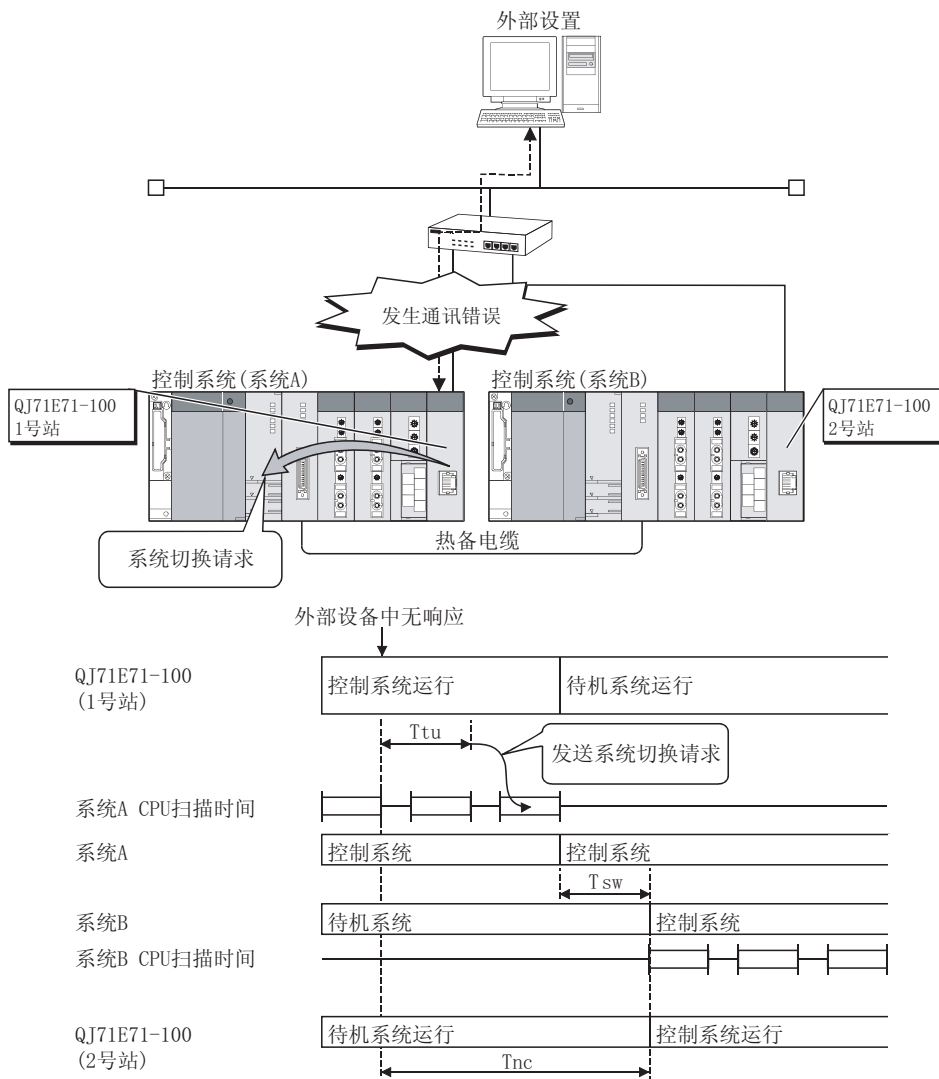 外部设置
发生通讯错误
控制系统(系统A)
控制系统(系统B)
QJ71E71-100
1号站
QJ71E71-100
2号站
热备电缆
系统切换请求
外部设备中无响应
QJ71E71-100
(1号站)
控制系统运行
待机系统运行
Ttu
发送系统切换请求
系统A CPU扫描时间
系统A
控制系统
控制系统
Tsw
系统B
待机系统
控制系统
系统B CPU扫描时间
QJ71E71-100
(2号站)
待机系统运行
控制系统运行
Tnc